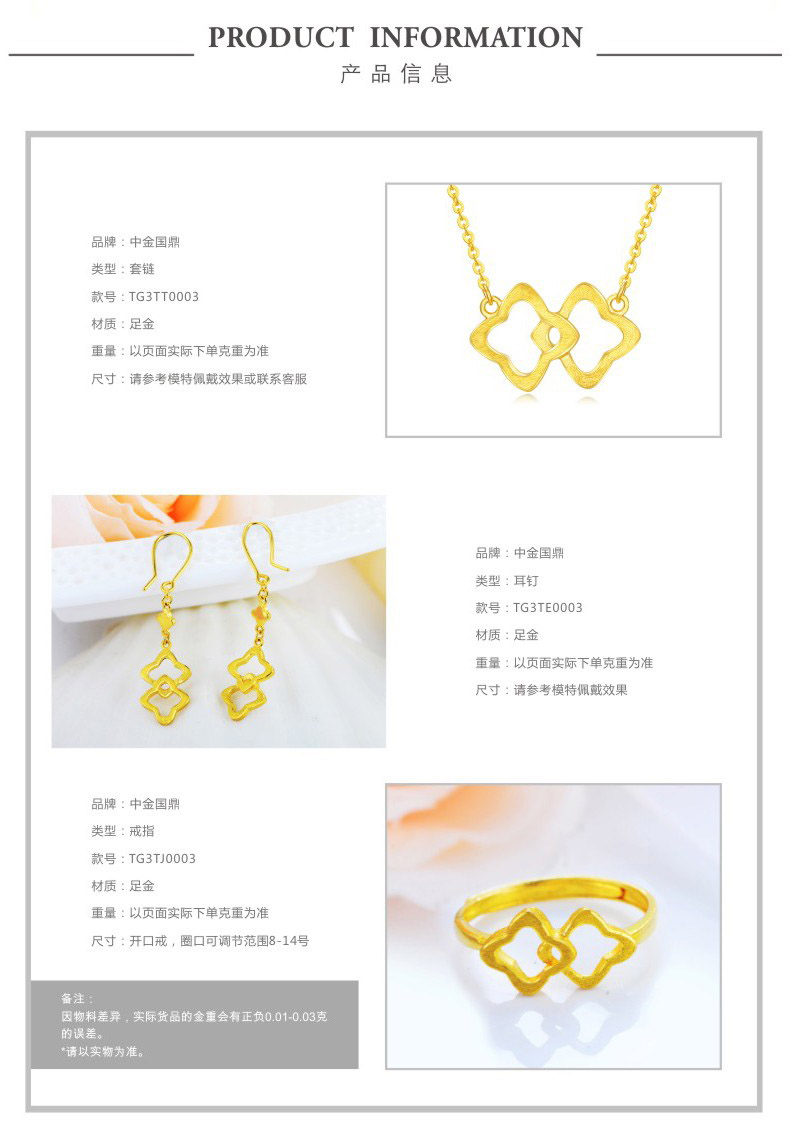 PRODUCT INFORMATION
产品信息
品牌：中金国鼎
类型：套链
款号：TG3TT0003
材质：足金
重量：以页面实际下单克重为准
尺寸：请参考模特佩戴效果或联系客服
品牌：中金国鼎
类型：耳钉
款号：TG3TE0003
材质：足金
重量：以页面实际下单克重为准
尺寸：请参考模特佩戴效果
品牌：中金国鼎
类型：戒指
款号：TG3TJ0003
材质：足金
重量：以页面实际下单克重为准
尺寸：开口戒，圈口可调节范围8-14号
备注：
因物料差异，实际货品的金重会有正负0.01-0.03克
的误差。
*请以实物为准。